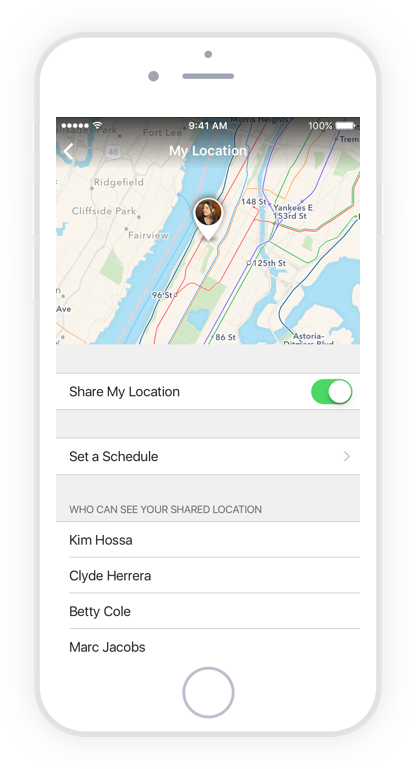 Morris Heights
9:41 AM
100%
Fort Lee
My Location
46
Ridgefield
148 St
Cliffside Park
Yankees E
153rd St
Fairview
125th St
96 St
Ave
86 St
Astoria-
Ditmars Blvd
Share My Location
Set a Schedule
WHO CAN SEE YOUR SHARED LOCATION
Kim Hossa
Clyde Herrera
Betty Cole
Marc Jacobs